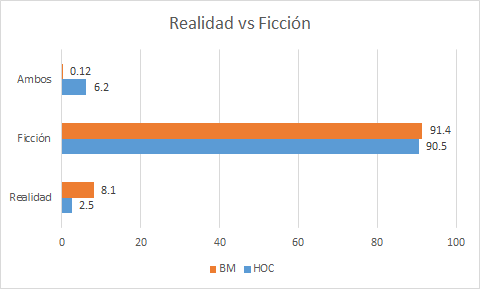 Realidad vs Ficción
Ambos
0.12
6.2
Ficción
91.4
90.5
Realidad
8.1
2.5
0 20 40 60 80 100
BM HOC